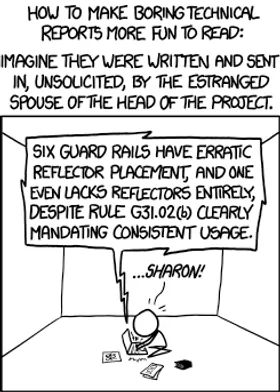 HOW TO MAKE BORING TECHNICAL
REPORTS MORE FUN TO READ:
IMAGINE THEY WERE WRITTEN AND SENT
IN, UNSOLICITED, BY THE ESTRANGED
SPOUSE OF THE HEAD OF THE PROJECT.
SIX GUARD RAILS HAVE ERRATIC
REFLECTOR PLACEMENT, AND ONE
EVEN LACKS REFLECTORS ENTIRELY,
DESPITE RULE G31.02(b) CLEARLY
MANDATING CONSISTENT USAGE.
...SHARON!